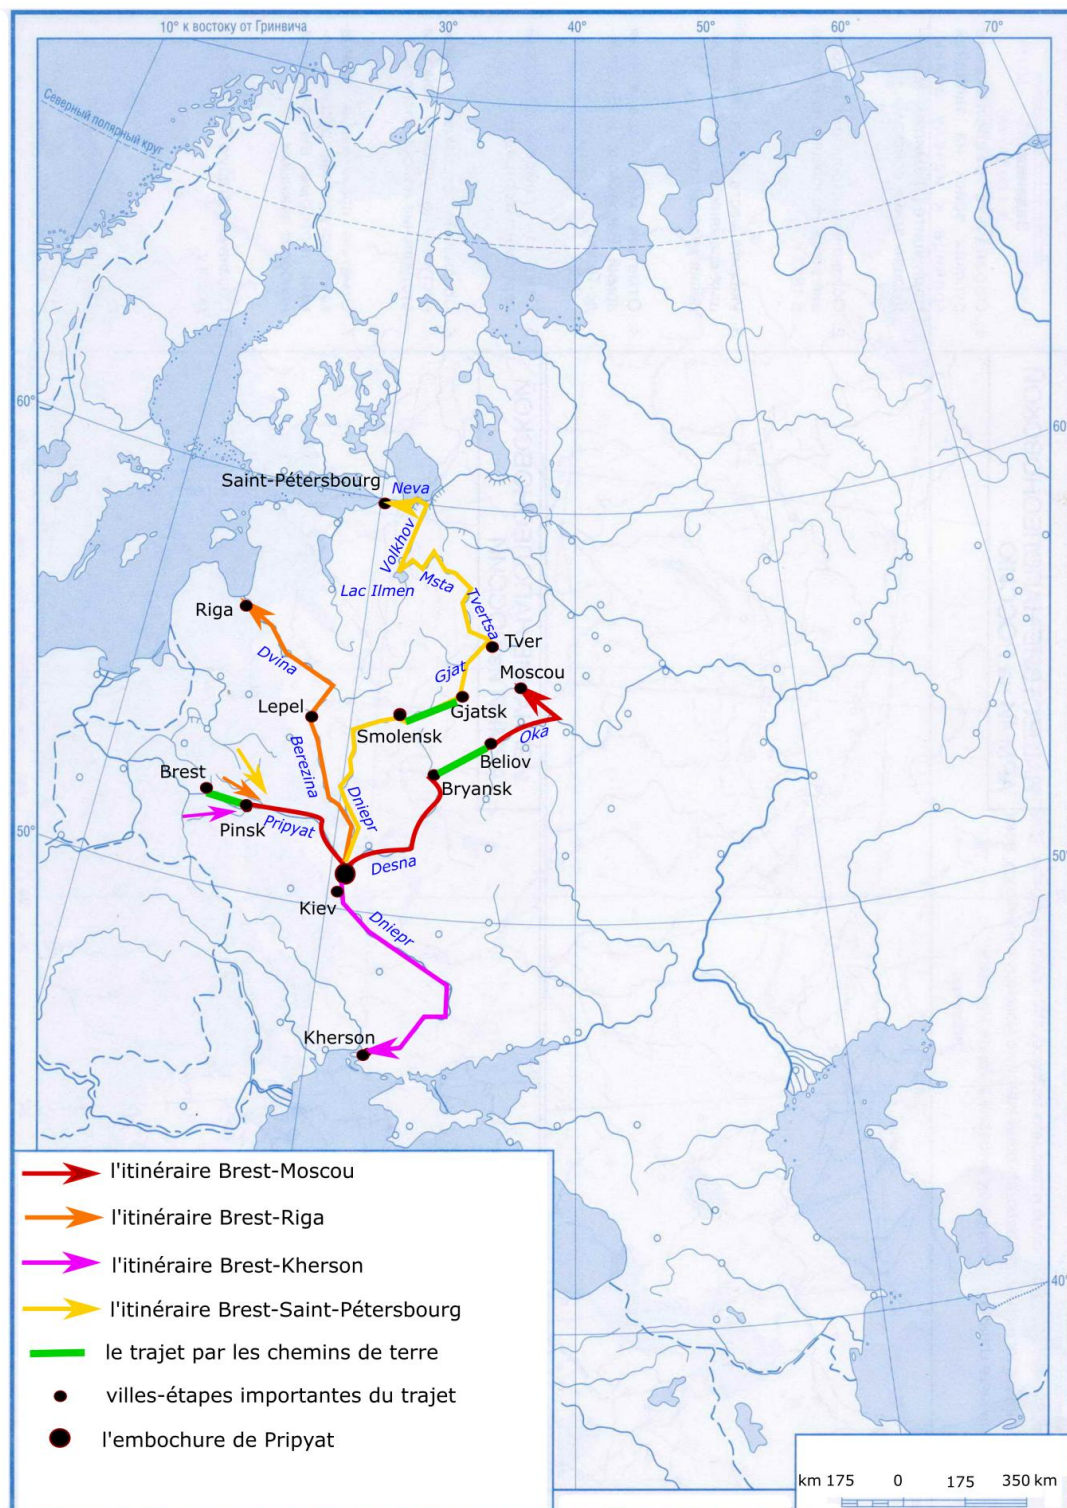 10° к востоку от Гринвича
30°
40°
50°
60°
70°
Северный полярный круг
60°
60
Saint-Pétersbourg
Neva
Volkhov
Lac Ilmen
Msta
Tvertsa
Riga
Tver
Dvina
Gjat
Moscou
Lepel
Gjatsk
Smolensk
Oka
Beliov
Berezina
Brest
Bryansk
Dniepr
Pinsk
Pripyat
50°
50°
Desna
Kiev
Dniepr
Kherson
l'itinéraire Brest-Moscou
l'itinéraire Brest-Riga
l'itinéraire Brest-Kherson
40°
l'itinéraire Brest-Saint-Pétersbourg
le trajet par les chemins de terre
villes-étapes importantes du trajet
l'embochure de Pripyat
km 175 0 175 350 km